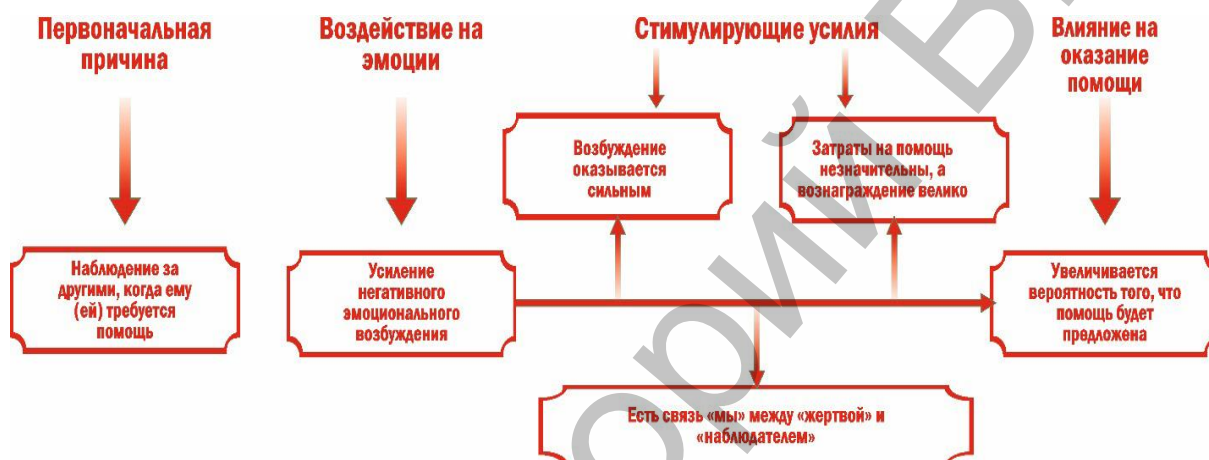 Первоначальная
причина
Воздействие на
эмоции
Стимулирующие усилия
Влияние на
оказание
помощи
Возбуждение
оказывается
сильным
Затраты на помощь
незначительны, а
вознаграждение велико
Наблюдение за
другими, когда ему
(ей) требуется
помощь
Усиление
негативного
эмоционального
возбуждения
Увеличивается
вероятность того, что
помощь будет
предложена
Есть связь «мы» между «жертвой» и
«наблюдателем»